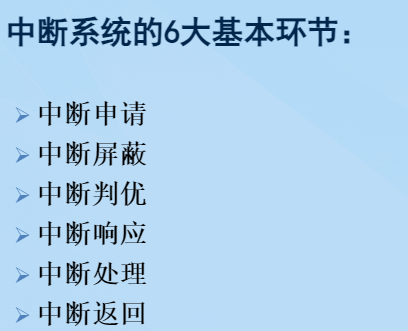 中断系统的6大基本环节：
中断申请
中断屏蔽
中断判优
中断响应
中断处理
中断返回